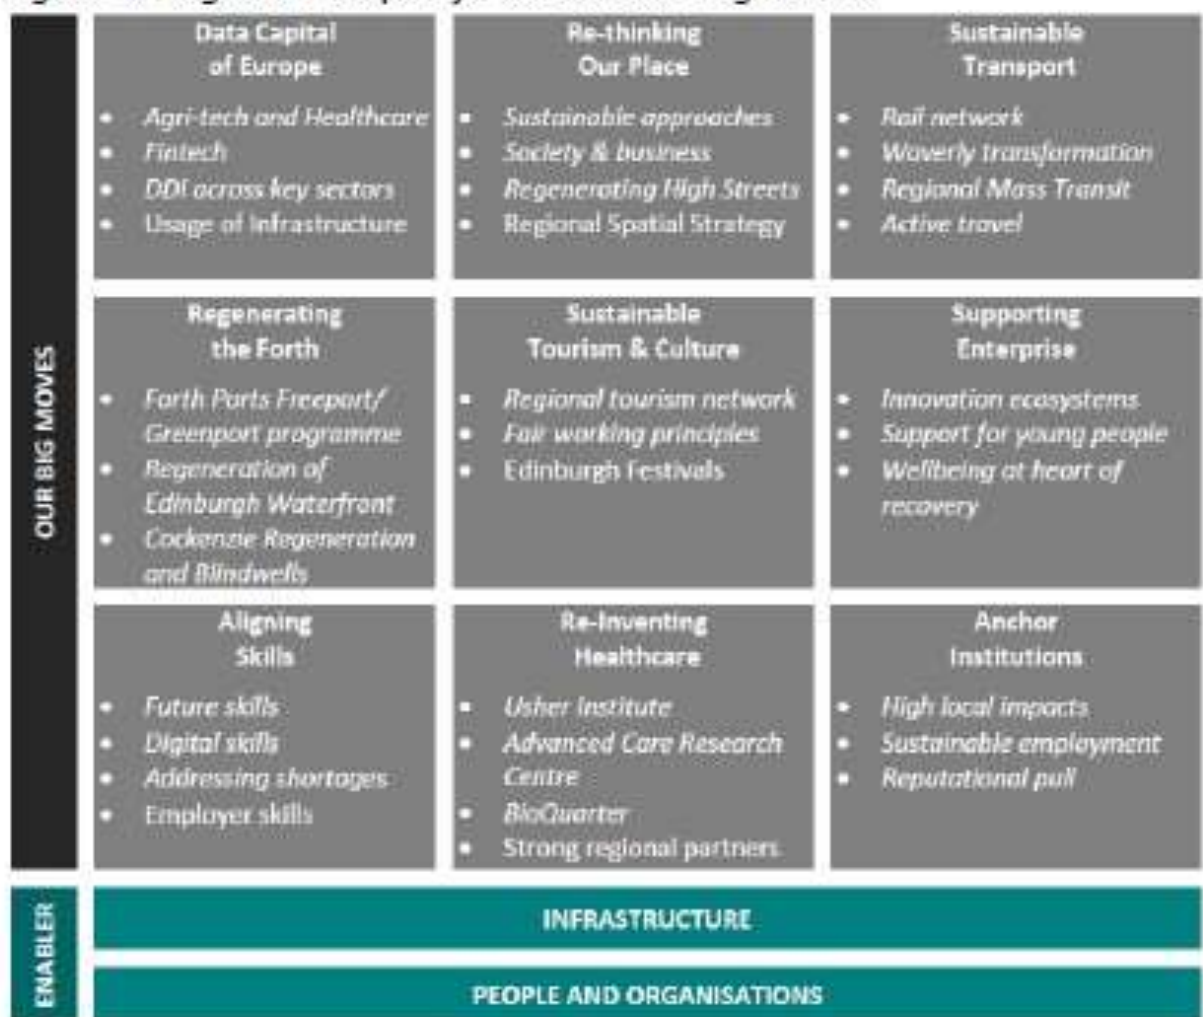 Data Capital
of Europe
• Agri-tech and Healthcare
• Fintech
• DDI across key sectors
• Usage of Infrastructure
Re-thinking
Our Place
• Sustainable approaches
• Society & business
• Regenerating High Streets
• Regional Spatial Strategy
Sustainable
Transport
• Rail network
• Waverly transformation
• Regional Mass Transit
• Active travel
OUR BIG MOVES
Regenerating
the Forth
• Forth Ports Freeport/
Greenport programme
• Regeneration of
Edinburgh Waterfront
• Cockenzie Regeneration
and Blindwells
Sustainable
Tourism & Culture
• Regional tourism network
• Fair working principles
• Edinburgh Festivals
Supporting
Enterprise
• Innovation ecosystems
• Support for young people
• Wellbeing at heart of
recovery
Aligning
Skills
• Future skills
• Digital skills
• Addressing shortages
• Employer skills
Re-Inventing
Healthcare
• Usher Institute
• Advanced Care Research
Centre
• BioQuarter
• Strong regional partners
Anchor
Institutions
• High local impacts
• Sustainable employment
• Reputational pull
ENABLER
INFRASTRUCTURE
PEOPLE AND ORGANISATIONS